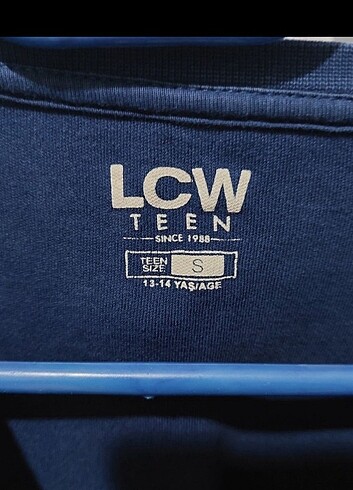 LCW
TEEN
SINCE 1988
TEEN SIZE S
13-14 YAŞ/AGE